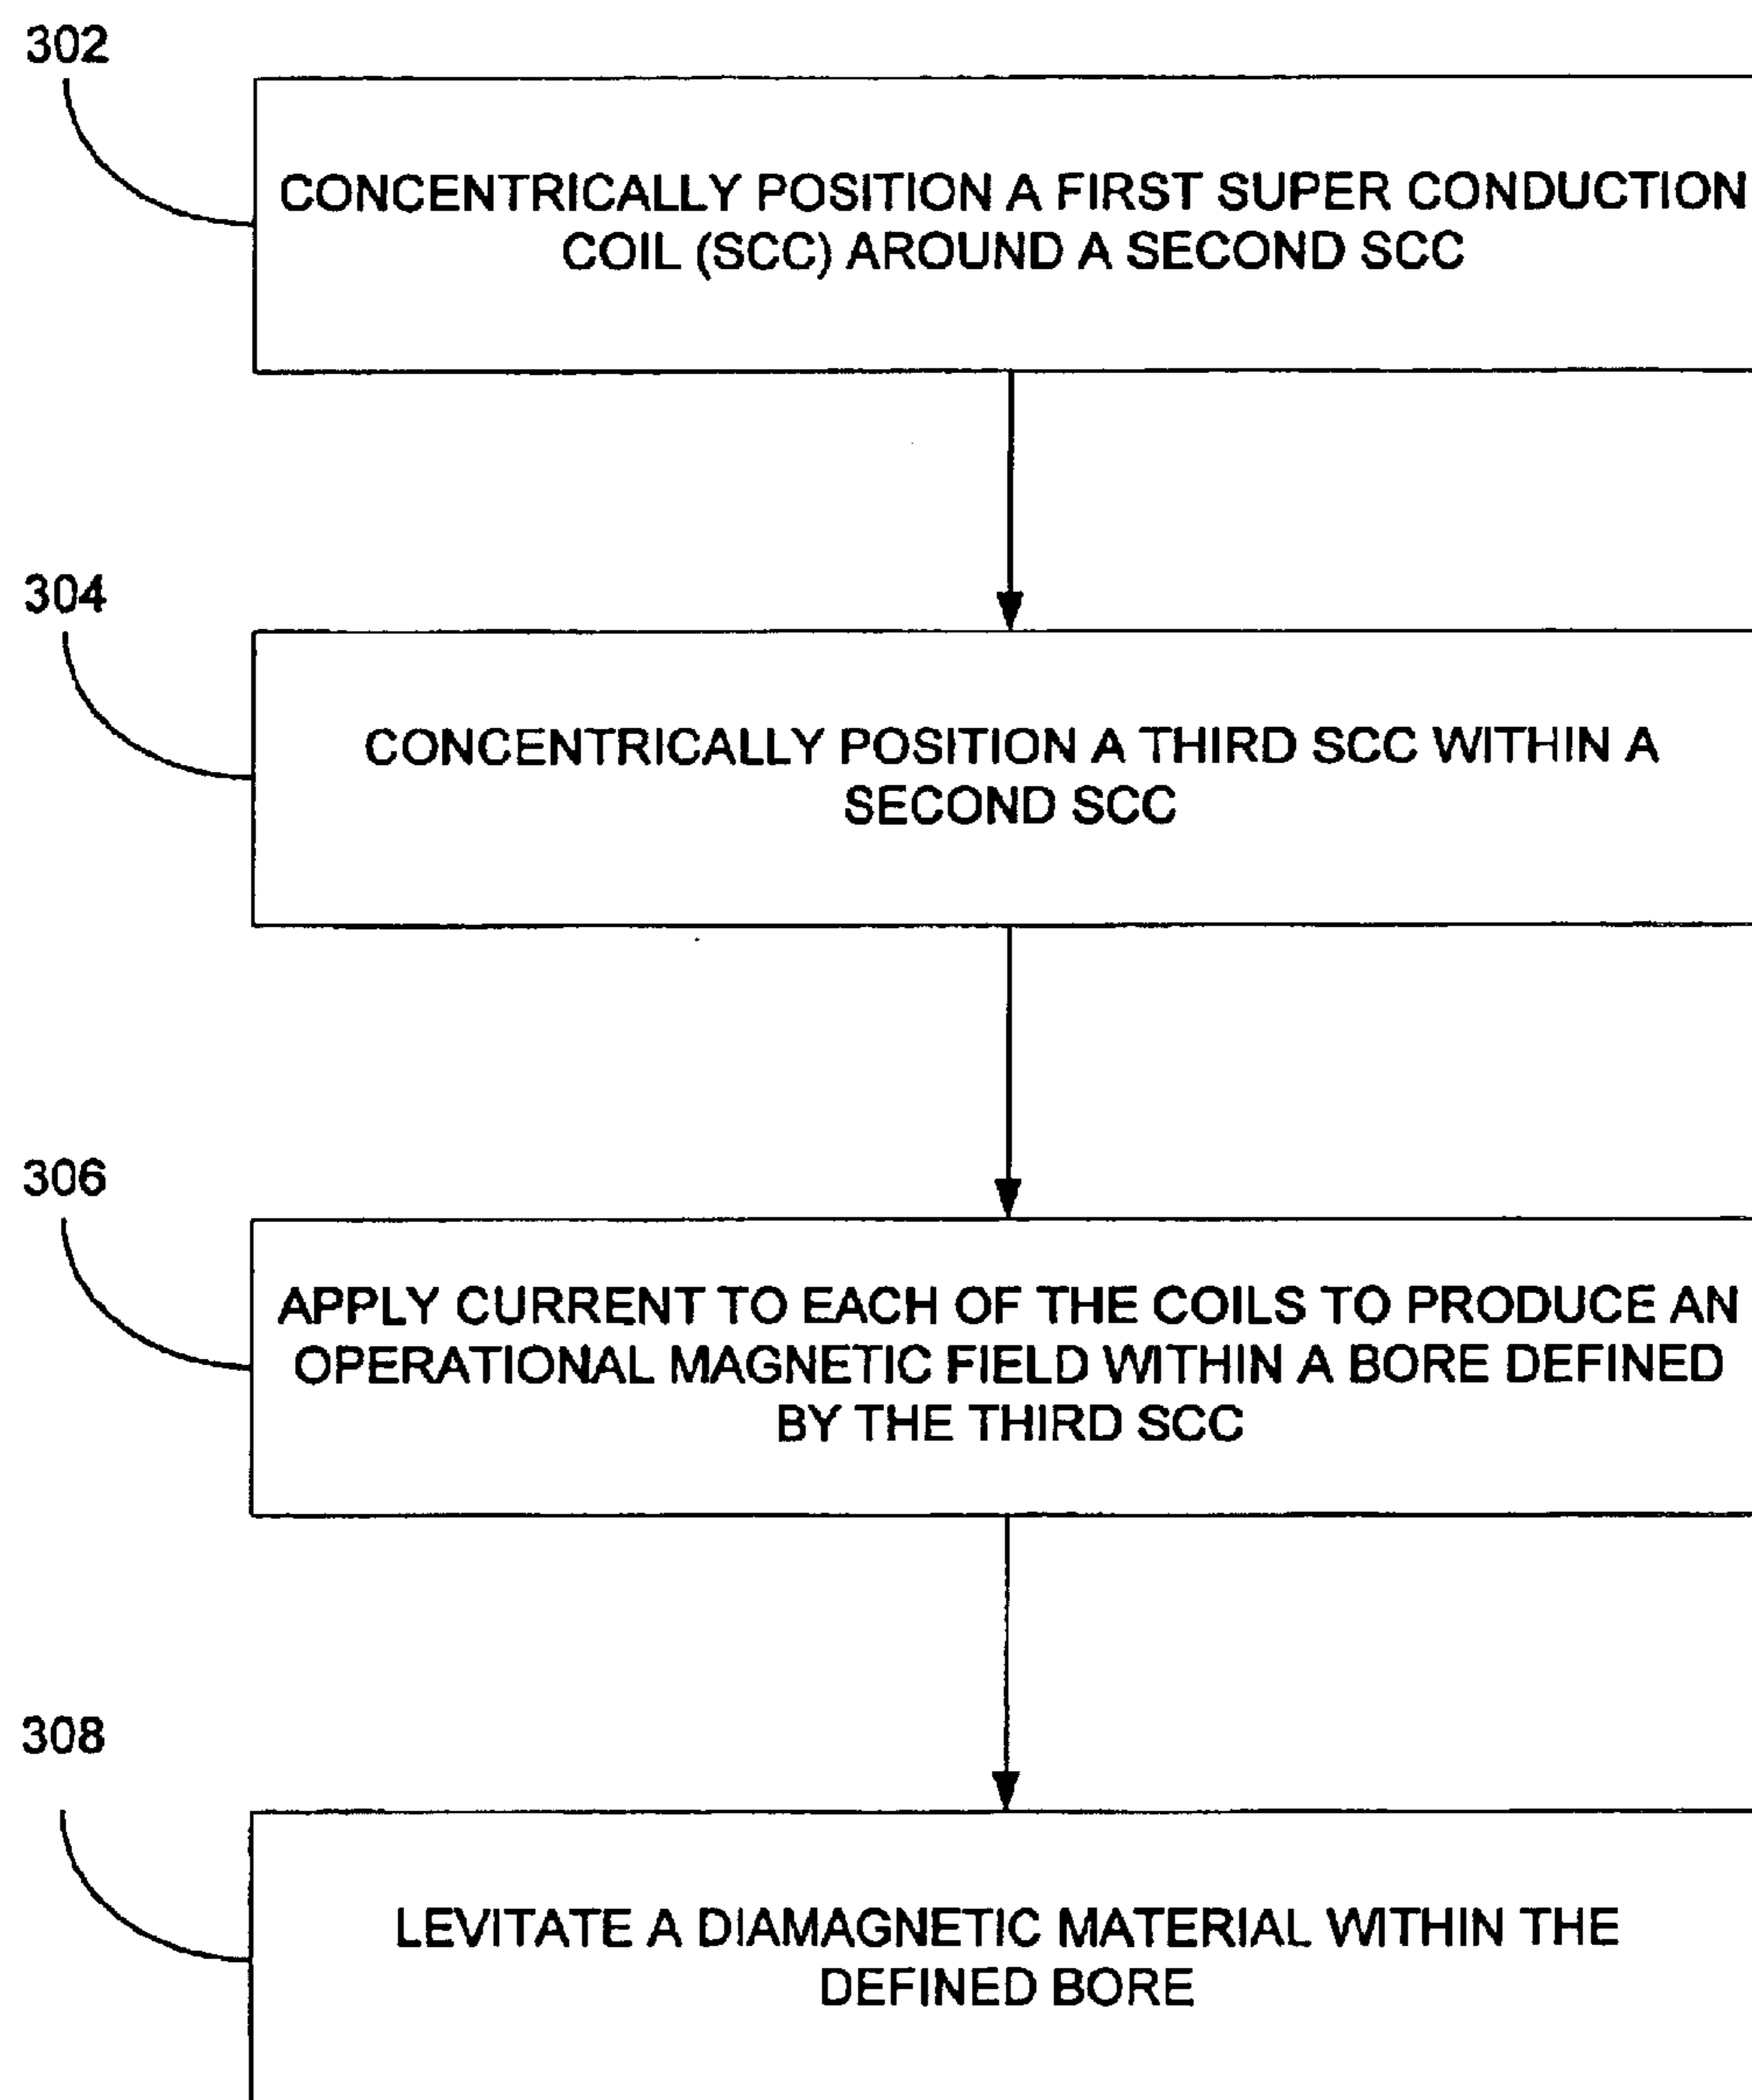 302
CONCENTRICALLY POSITION A FIRST SUPER CONDUCTION
COIL (SCC) AROUND A SECOND SCC
304
CONCENTRICALLY POSITION A THIRD SCC WITHIN A
SECOND SCC
306
APPLY CURRENT TO EACH OF THE COILS TO PRODUCE AN
OPERATIONAL MAGNETIC FIELD WITHIN A BORE DEFINED
BY THE THIRD SCC
308
LEVITATE A DIAMAGNETIC MATERIAL WITHIN THE
DEFINED BORE